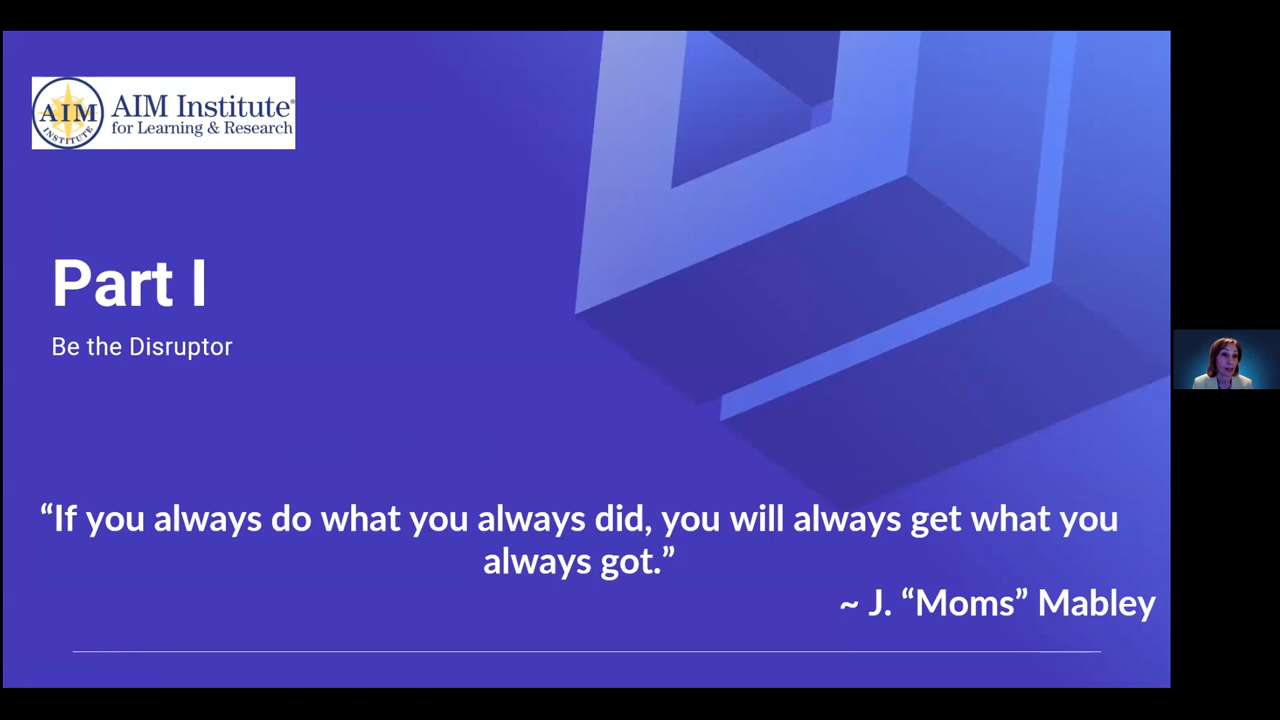 AIM
INSTITUTE
AIM Institute®
for Learning & Research
Part I
Be the Disruptor
“If you always do what you always did, you will always get what you
always got.”
~ J. “Moms” Mabley